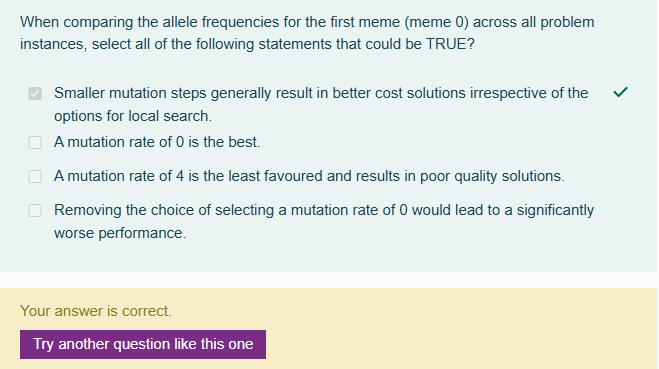 When comparing the allele frequencies for the first meme (meme 0) across all problem
instances, select all of the following statements that could be TRUE?
Smaller mutation steps generally result in better cost solutions irrespective of the
options for local search.
A mutation rate of 0 is the best.
A mutation rate of 4 is the least favoured and results in poor quality solutions.
Removing the choice of selecting a mutation rate of 0 would lead to a significantly
worse performance.
Your answer is correct.
Try another question like this one